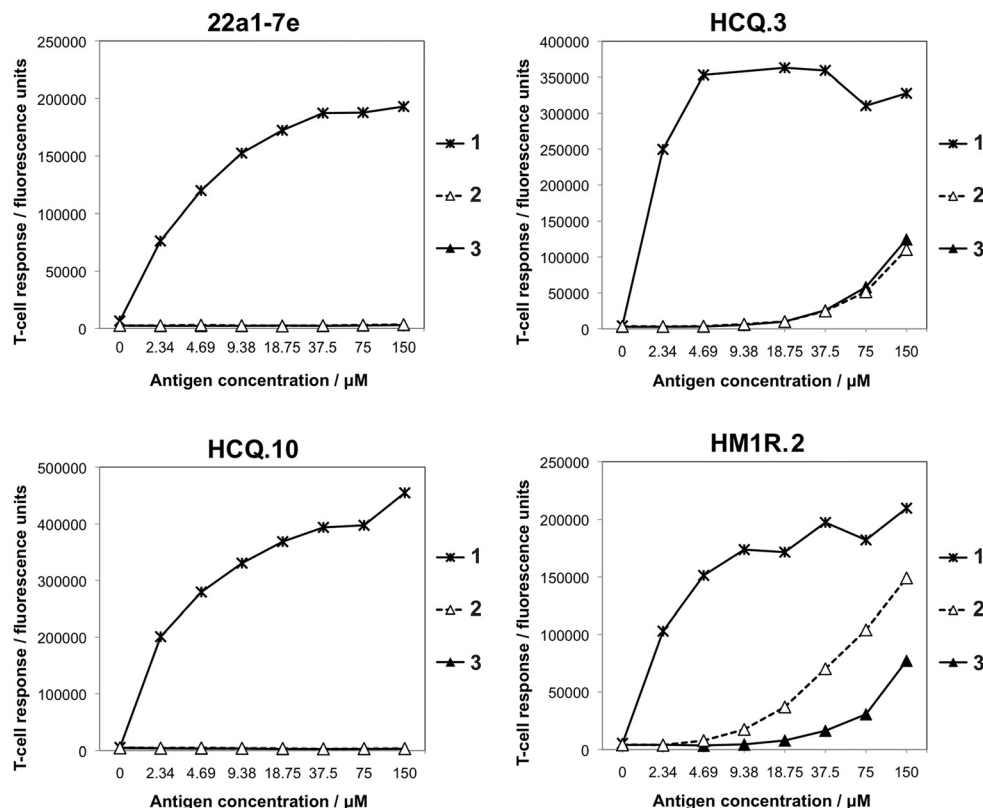 22a1-7e
T-cell response / fluorescence units
250000
200000
150000
100000
50000
0
0 2.34 4.69 9.38 18.75 37.5 75 150
Antigen concentration / µM
1
2
3
HCQ.3
T-cell response / fluorescence units
400000
350000
300000
250000
200000
150000
100000
50000
0
0 2.34 4.69 9.38 18.75 37.5 75 150
Antigen concentration / µM
1
2
3
HCQ.10
T-cell response / fluorescence units
500000
400000
300000
200000
100000
0
0 2.34 4.69 9.38 18.75 37.5 75 150
Antigen concentration / µM
1
2
3
HM1R.2
T-cell response / fluorescence units
250000
200000
150000
100000
50000
0
0 2.34 4.69 9.38 18.75 37.5 75 150
Antigen concentration / µM
1
2
3